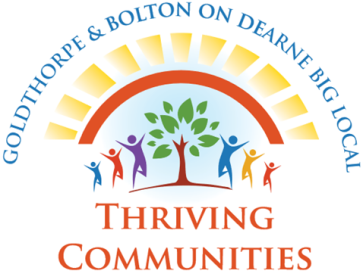 GOLDTHORPE & BOLTON ON DEARNE BIG LOCAL
THRIVING
COMMUNITIES